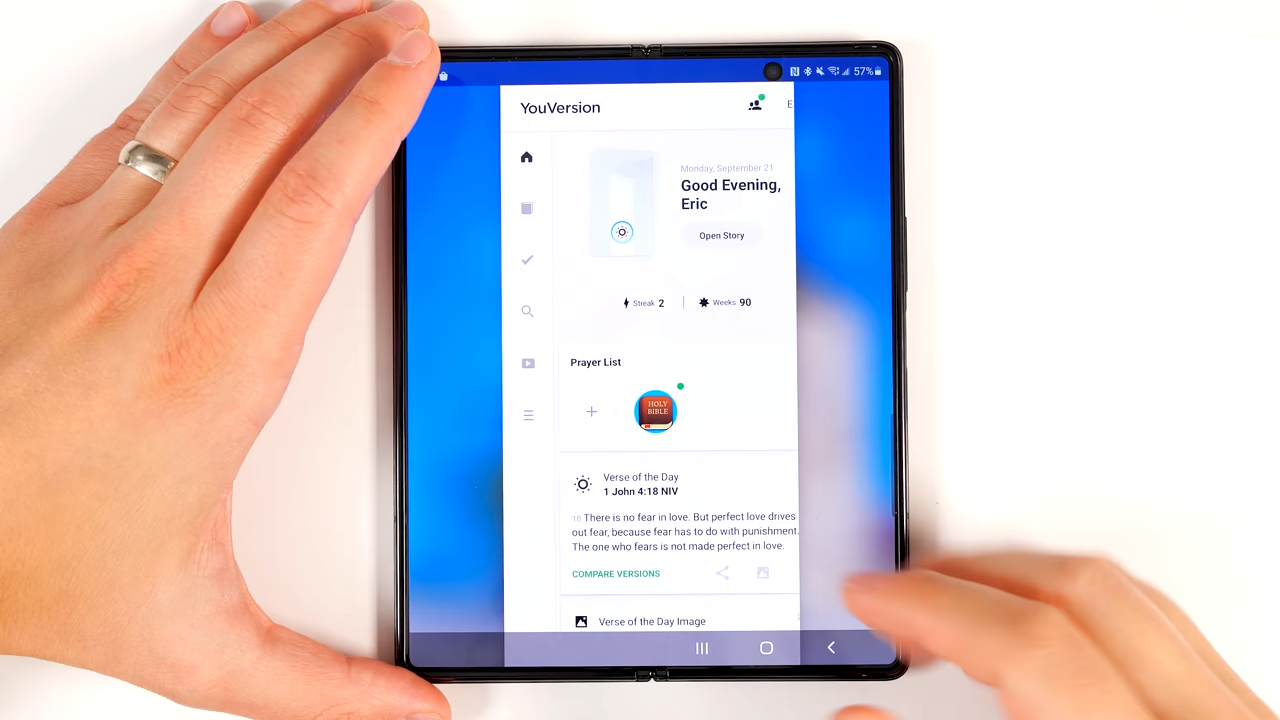 57%
YouVersion
E
Monday, September 21
Good Evening,
Eric
Open Story
Streak 2
Weeks 90
Prayer List
HOLY
BIBLE
Verse of the Day
1 John 4:18 NIV
18 There is no fear in love. But perfect love drives
out fear, because fear has to do with punishment.
The one who fears is not made perfect in love.
COMPARE VERSIONS
Verse of the Day Image